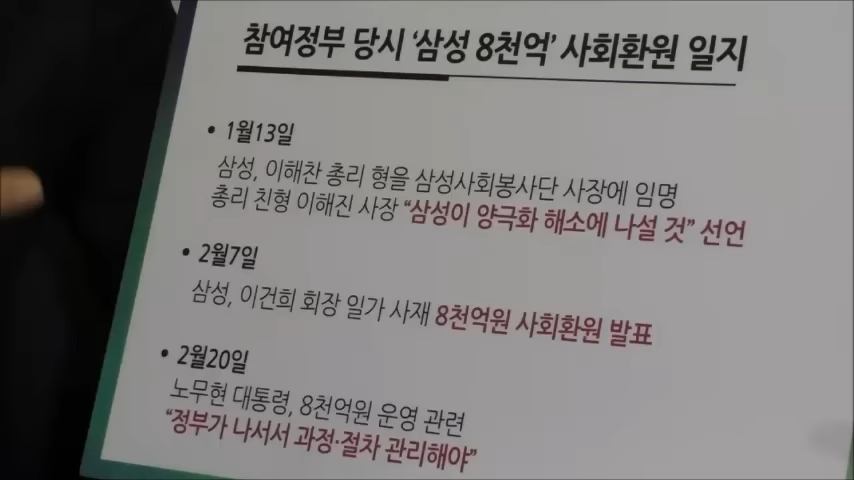 참여정부 당시 '삼성 8천억' 사회환원 일지
• 1월13일
삼성, 이해찬 총리 형을 삼성사회봉사단 사장에 임명
총리 친형 이해진 사장 “삼성이 양극화 해소에 나설 것” 선언
• 2월7일
삼성, 이건희 회장 일가 사재 8천억원 사회환원 발표
• 2월20일
노무현 대통령, 8천억원 운영 관련
“정부가 나서서 과정·절차 관리해야”